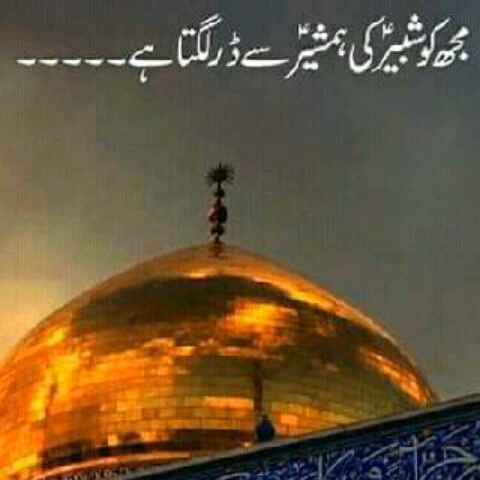 مجھ کو شبیرؑ کی ہمشیرؑ سے ڈر لگتا ہے-----